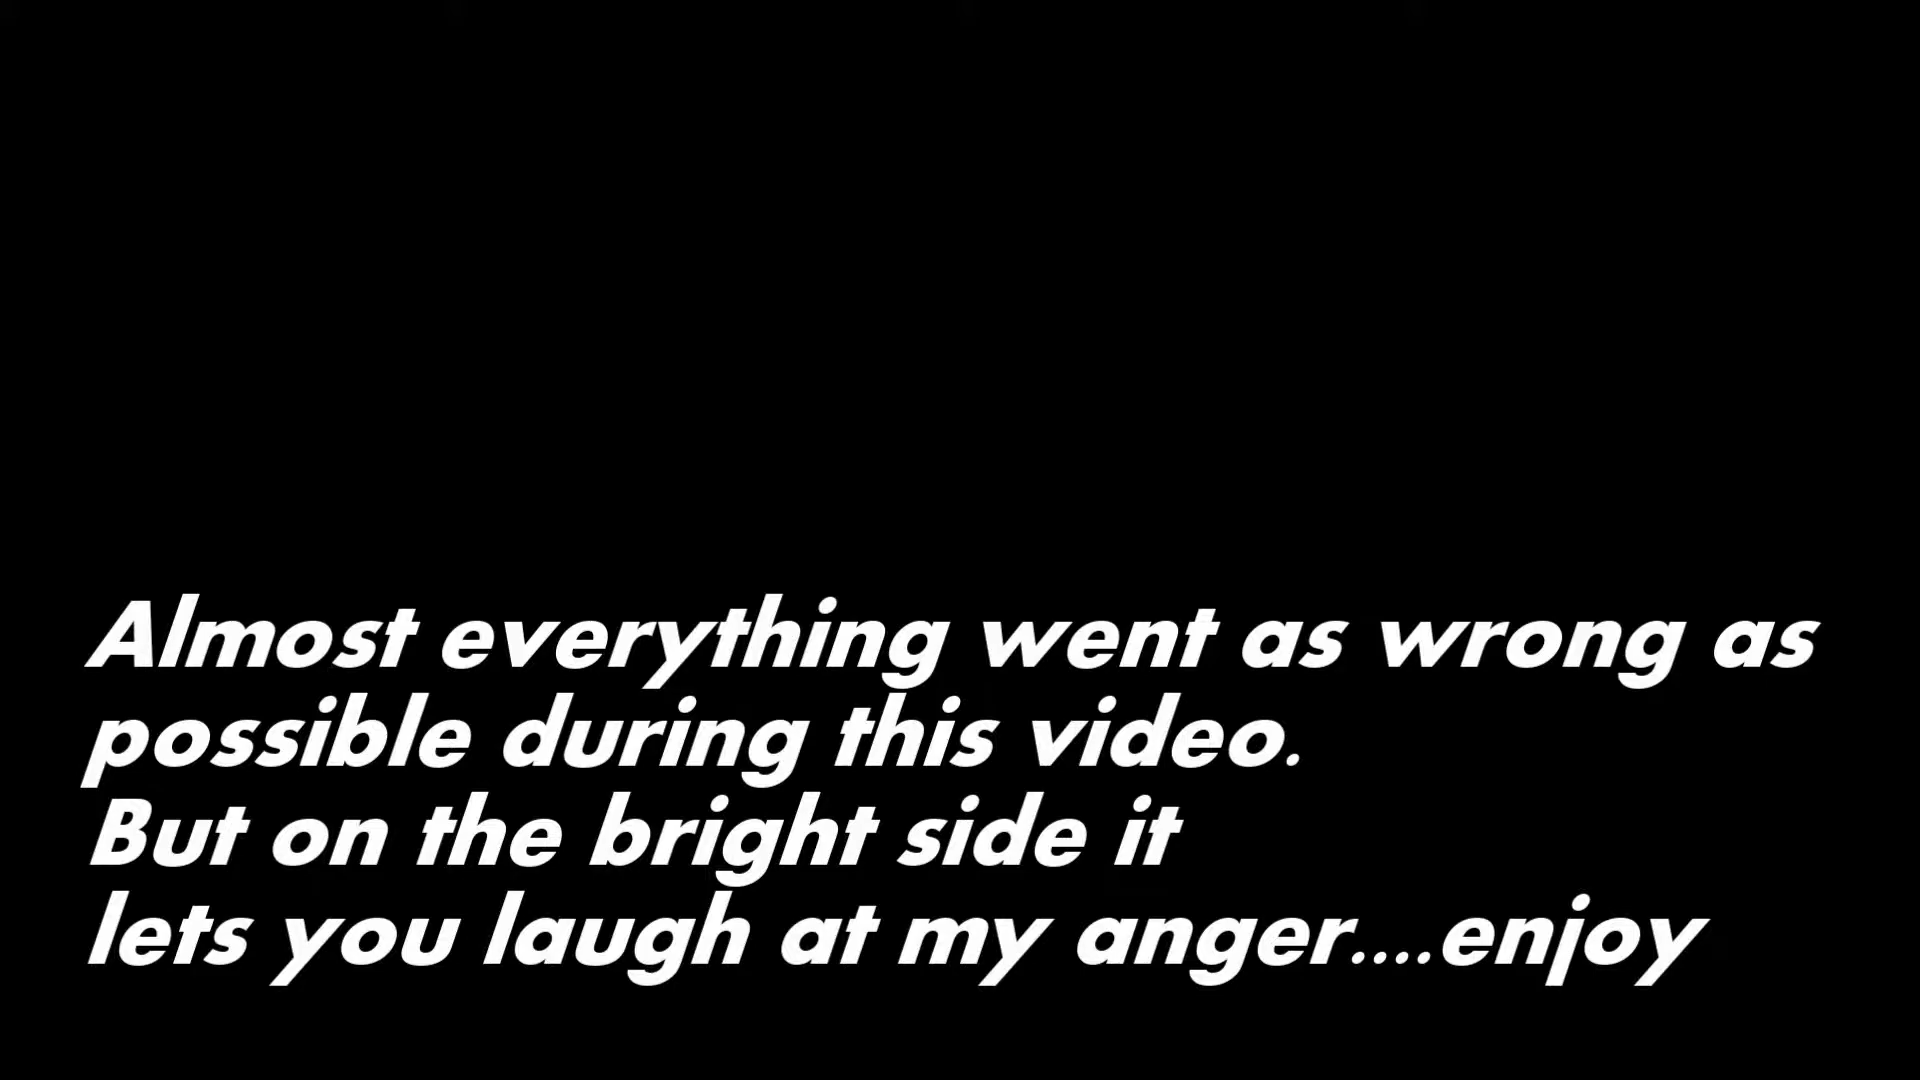 Almost everything went as wrong as
possible during this video.
But on the bright side it
lets you laugh at my anger....enjoy